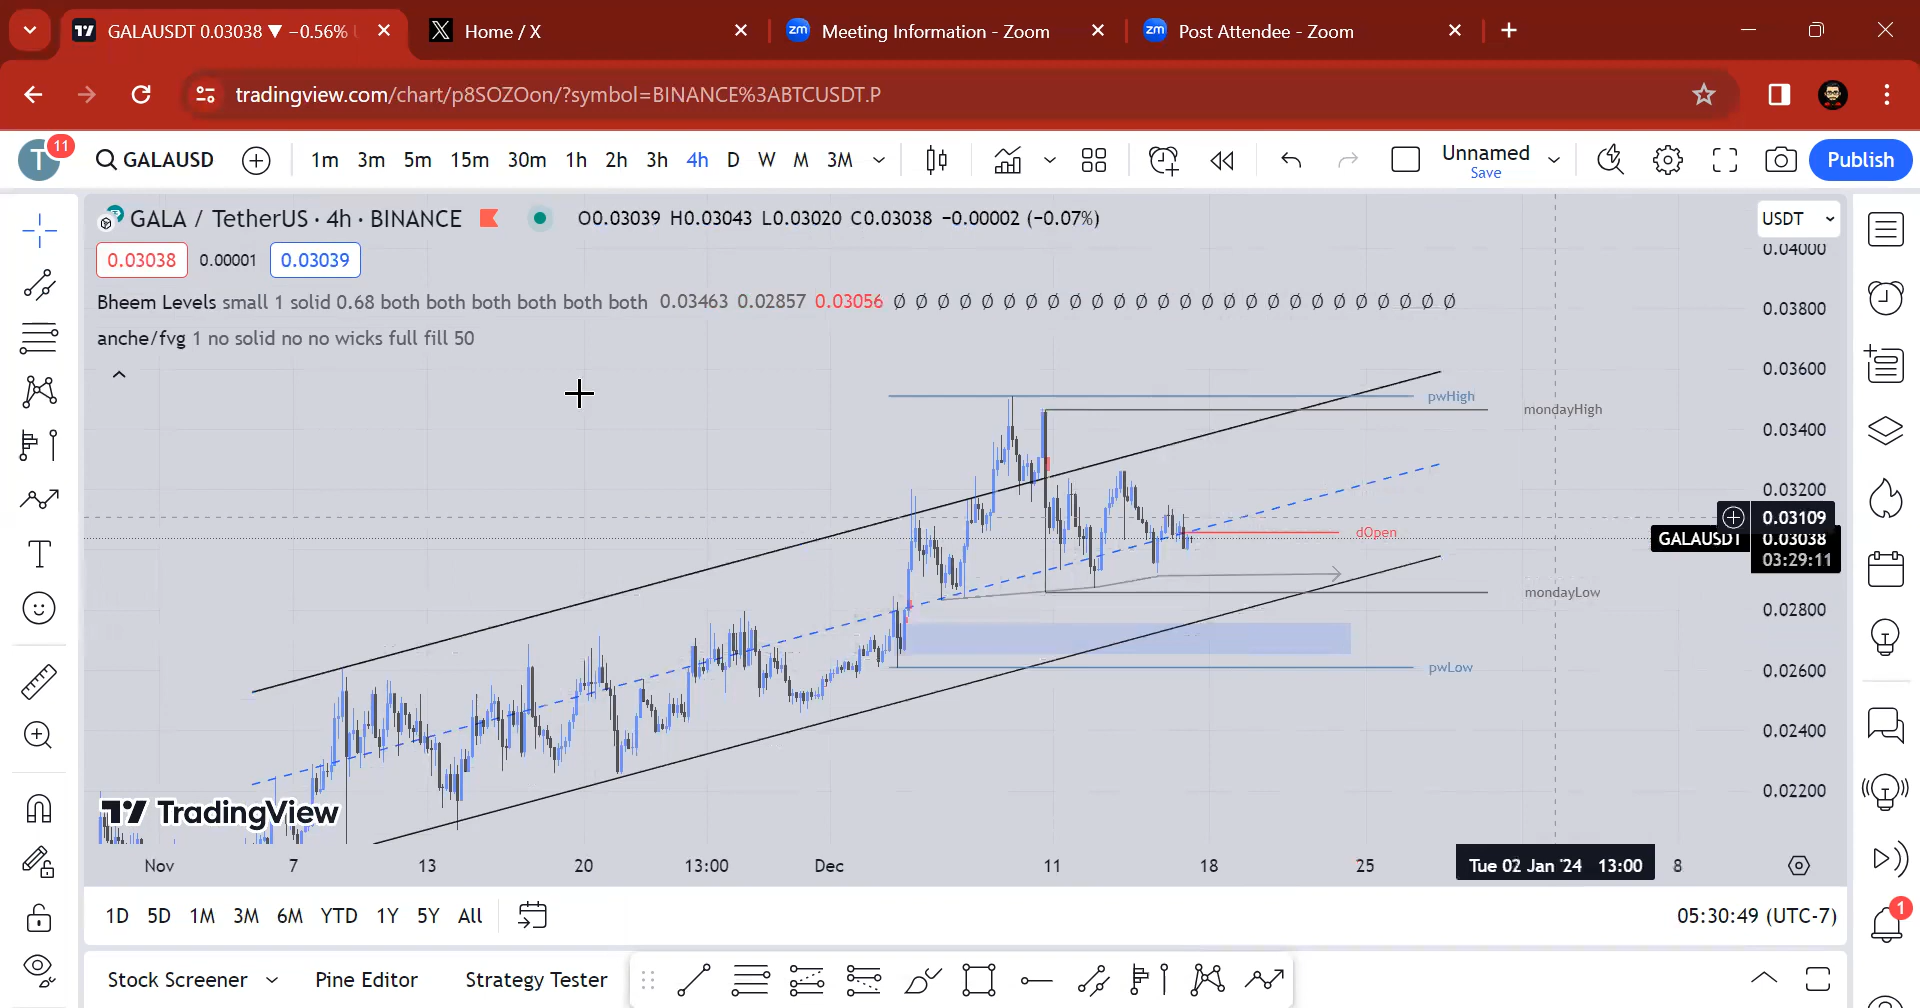 GALAUSDT 0.03038 ▼ −0.56%
Home / X
zm Meeting Information - Zoom
zm Post Attendee - Zoom
tradingview.com/chart/p8SOZOon/?symbol=BINANCE%3ABTCUSDT.P
T 11 GALAUSD 1m 3m 5m 15m 30m 1h 2h 3h 4h D W M 3M Unnamed Publish
Save
GALA / TetherUS · 4h · BINANCE O0.03039 H0.03043 L0.03020 C0.03038 −0.00002 (−0.07%) USDT
0.04000
0.03038 0.00001 0.03039
Bheem Levels small 1 solid 0.68 both both both both both both 0.03463 0.02857 0.03056 Ø Ø Ø Ø Ø Ø Ø Ø Ø Ø Ø Ø Ø Ø Ø Ø Ø Ø Ø Ø Ø Ø Ø Ø Ø Ø
0.03800
anche/fvg 1 no solid no no wicks full fill 50
0.03600
pwHigh
mondayHigh
0.03400
0.03200
0.03109
dOpen
GALAUSDT 0.03038
03:29:11
mondayLow
0.02800
pwLow
0.02600
0.02400
0.02200
TradingView
Nov 7 13 20 13:00 Dec 11 18 25 Tue 02 Jan '24 13:00 8
1D 5D 1M 3M 6M YTD 1Y 5Y All 05:30:49 (UTC-7)
1
Stock Screener Pine Editor Strategy Tester